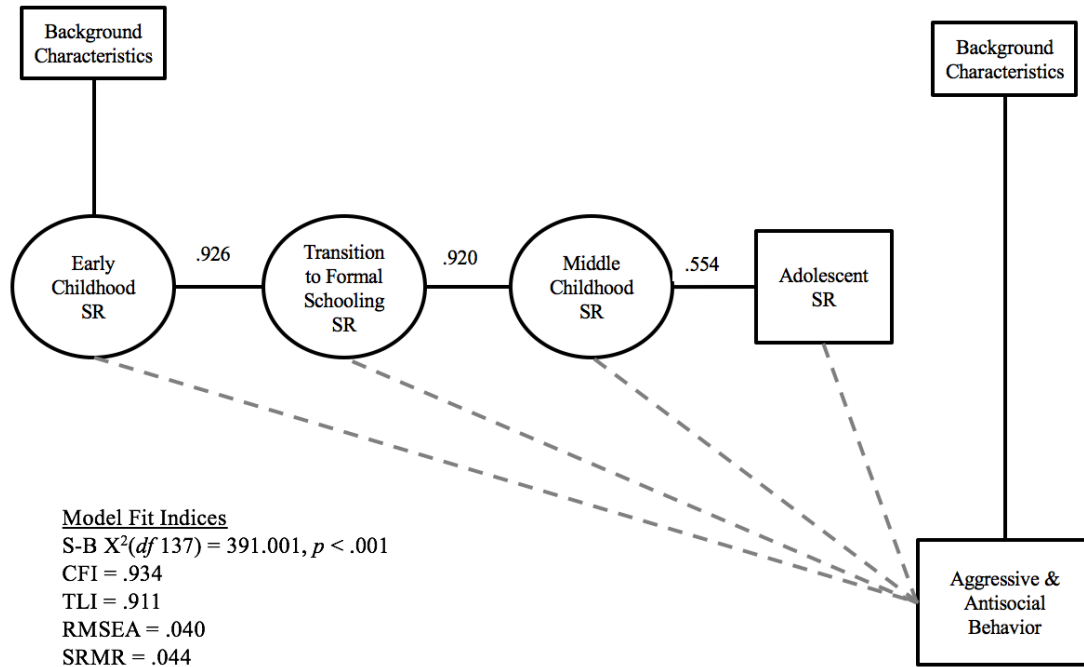 Background
Characteristics
Background
Characteristics
Early
Childhood
SR
.926
Transition
to Formal
Schooling
SR
.920
Middle
Childhood
SR
.554
Adolescent
SR
Model Fit Indices
S-B X²(df 137) = 391.001, p < .001
CFI = .934
TLI = .911
RMSEA = .040
SRMR = .044
Aggressive &
Antisocial
Behavior